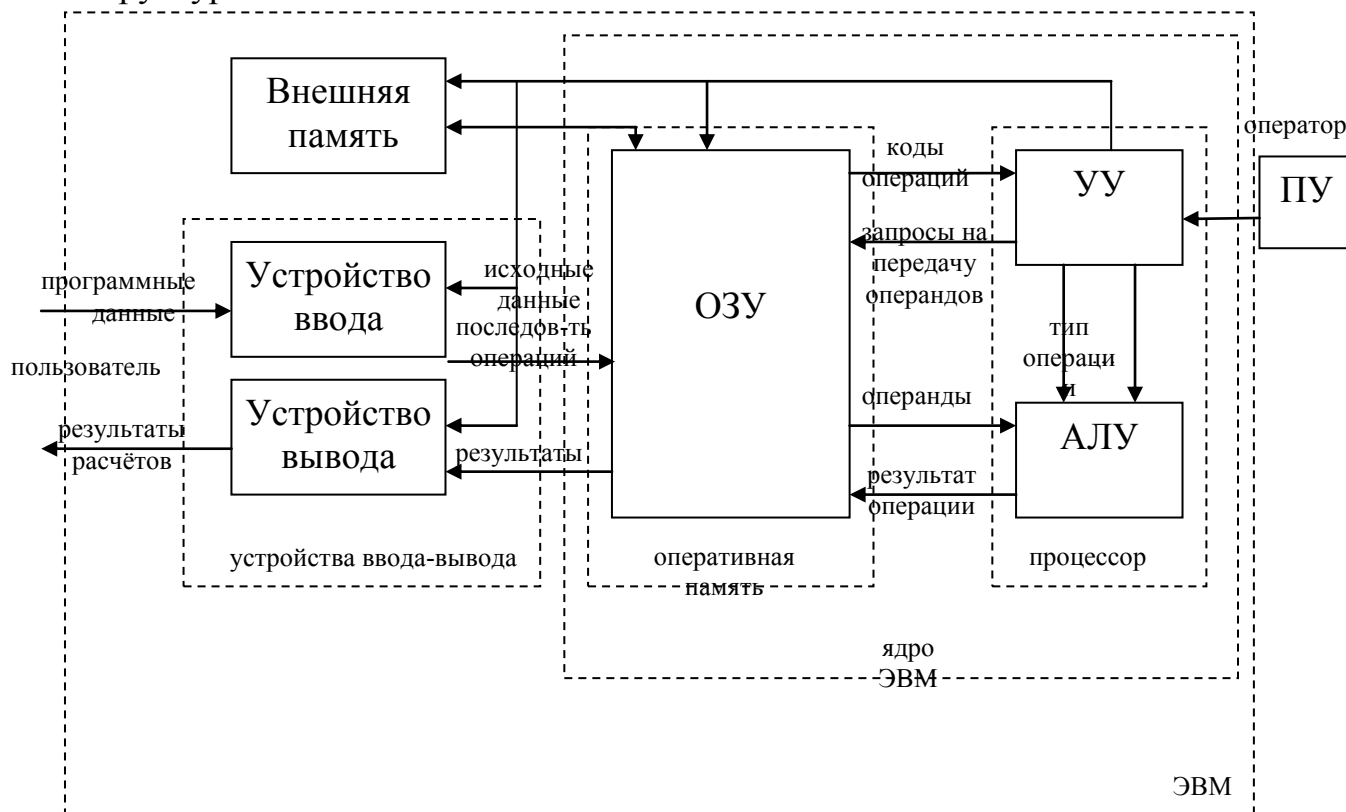 Внешняя
память
оператор
коды
операций
УУ
ПУ
запросы на
передачу
операндов
программные
данные
Устройство
ввода
исходные
данные
последов-ть
операций
ОЗУ
тип
операци
и
пользователь
результаты
расчётов
Устройство
вывода
результаты
операнды
АЛУ
результат
операции
устройства ввода-вывода
оперативная
память
процессор
ядро
ЭВМ
ЭВМ